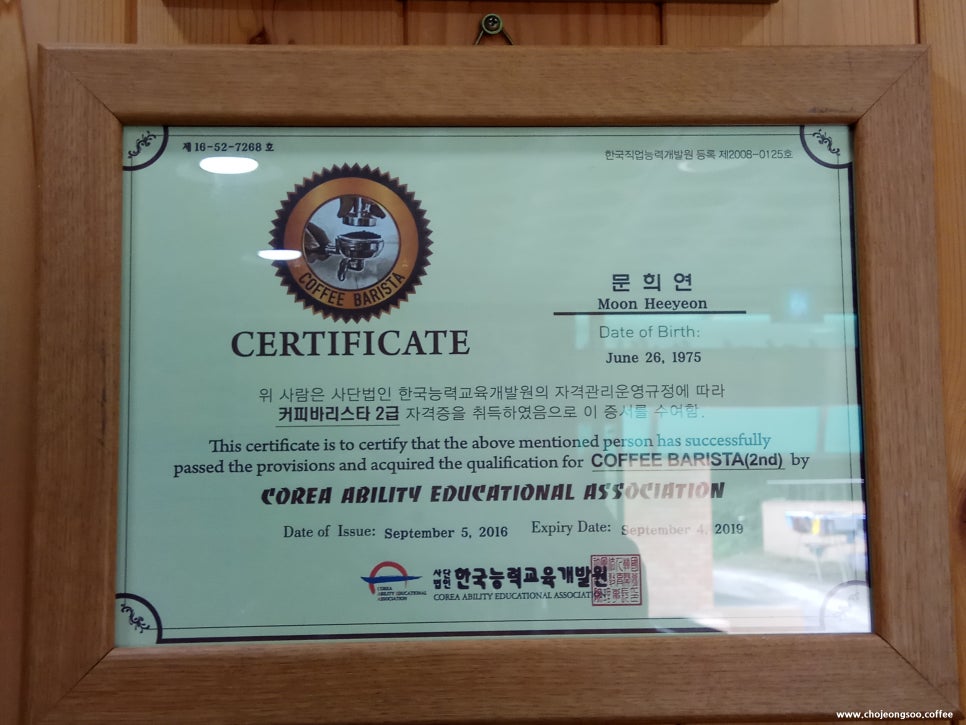 제 16-52-7268 호
한국직업능력개발원 등록 제2008-0125호
COFFEE BARISTA
CERTIFICATE
문 희 연
Moon Heeyeon
Date of Birth:
June 26, 1975
위 사람은 사단법인 한국능력교육개발원의 자격관리운영규정에 따라
커피바리스타 2급 자격증을 취득하였음으로 이 증서를 수여함.
This certificate is to certify that the above mentioned person has successfully
passed the provisions and acquired the qualification for COFFEE BARISTA(2nd) by
COREA ABILITY EDUCATIONAL ASSOCIATION
Date of Issue: September 5, 2016 Expiry Date: September 4, 2019
COREA
ABILITY EDUCATIONAL
ASSOCIATION
사단법인 한국능력교육개발원
COREA ABILITY EDUCATIONAL ASSOCIATION
www.chojeongsoo.coffee